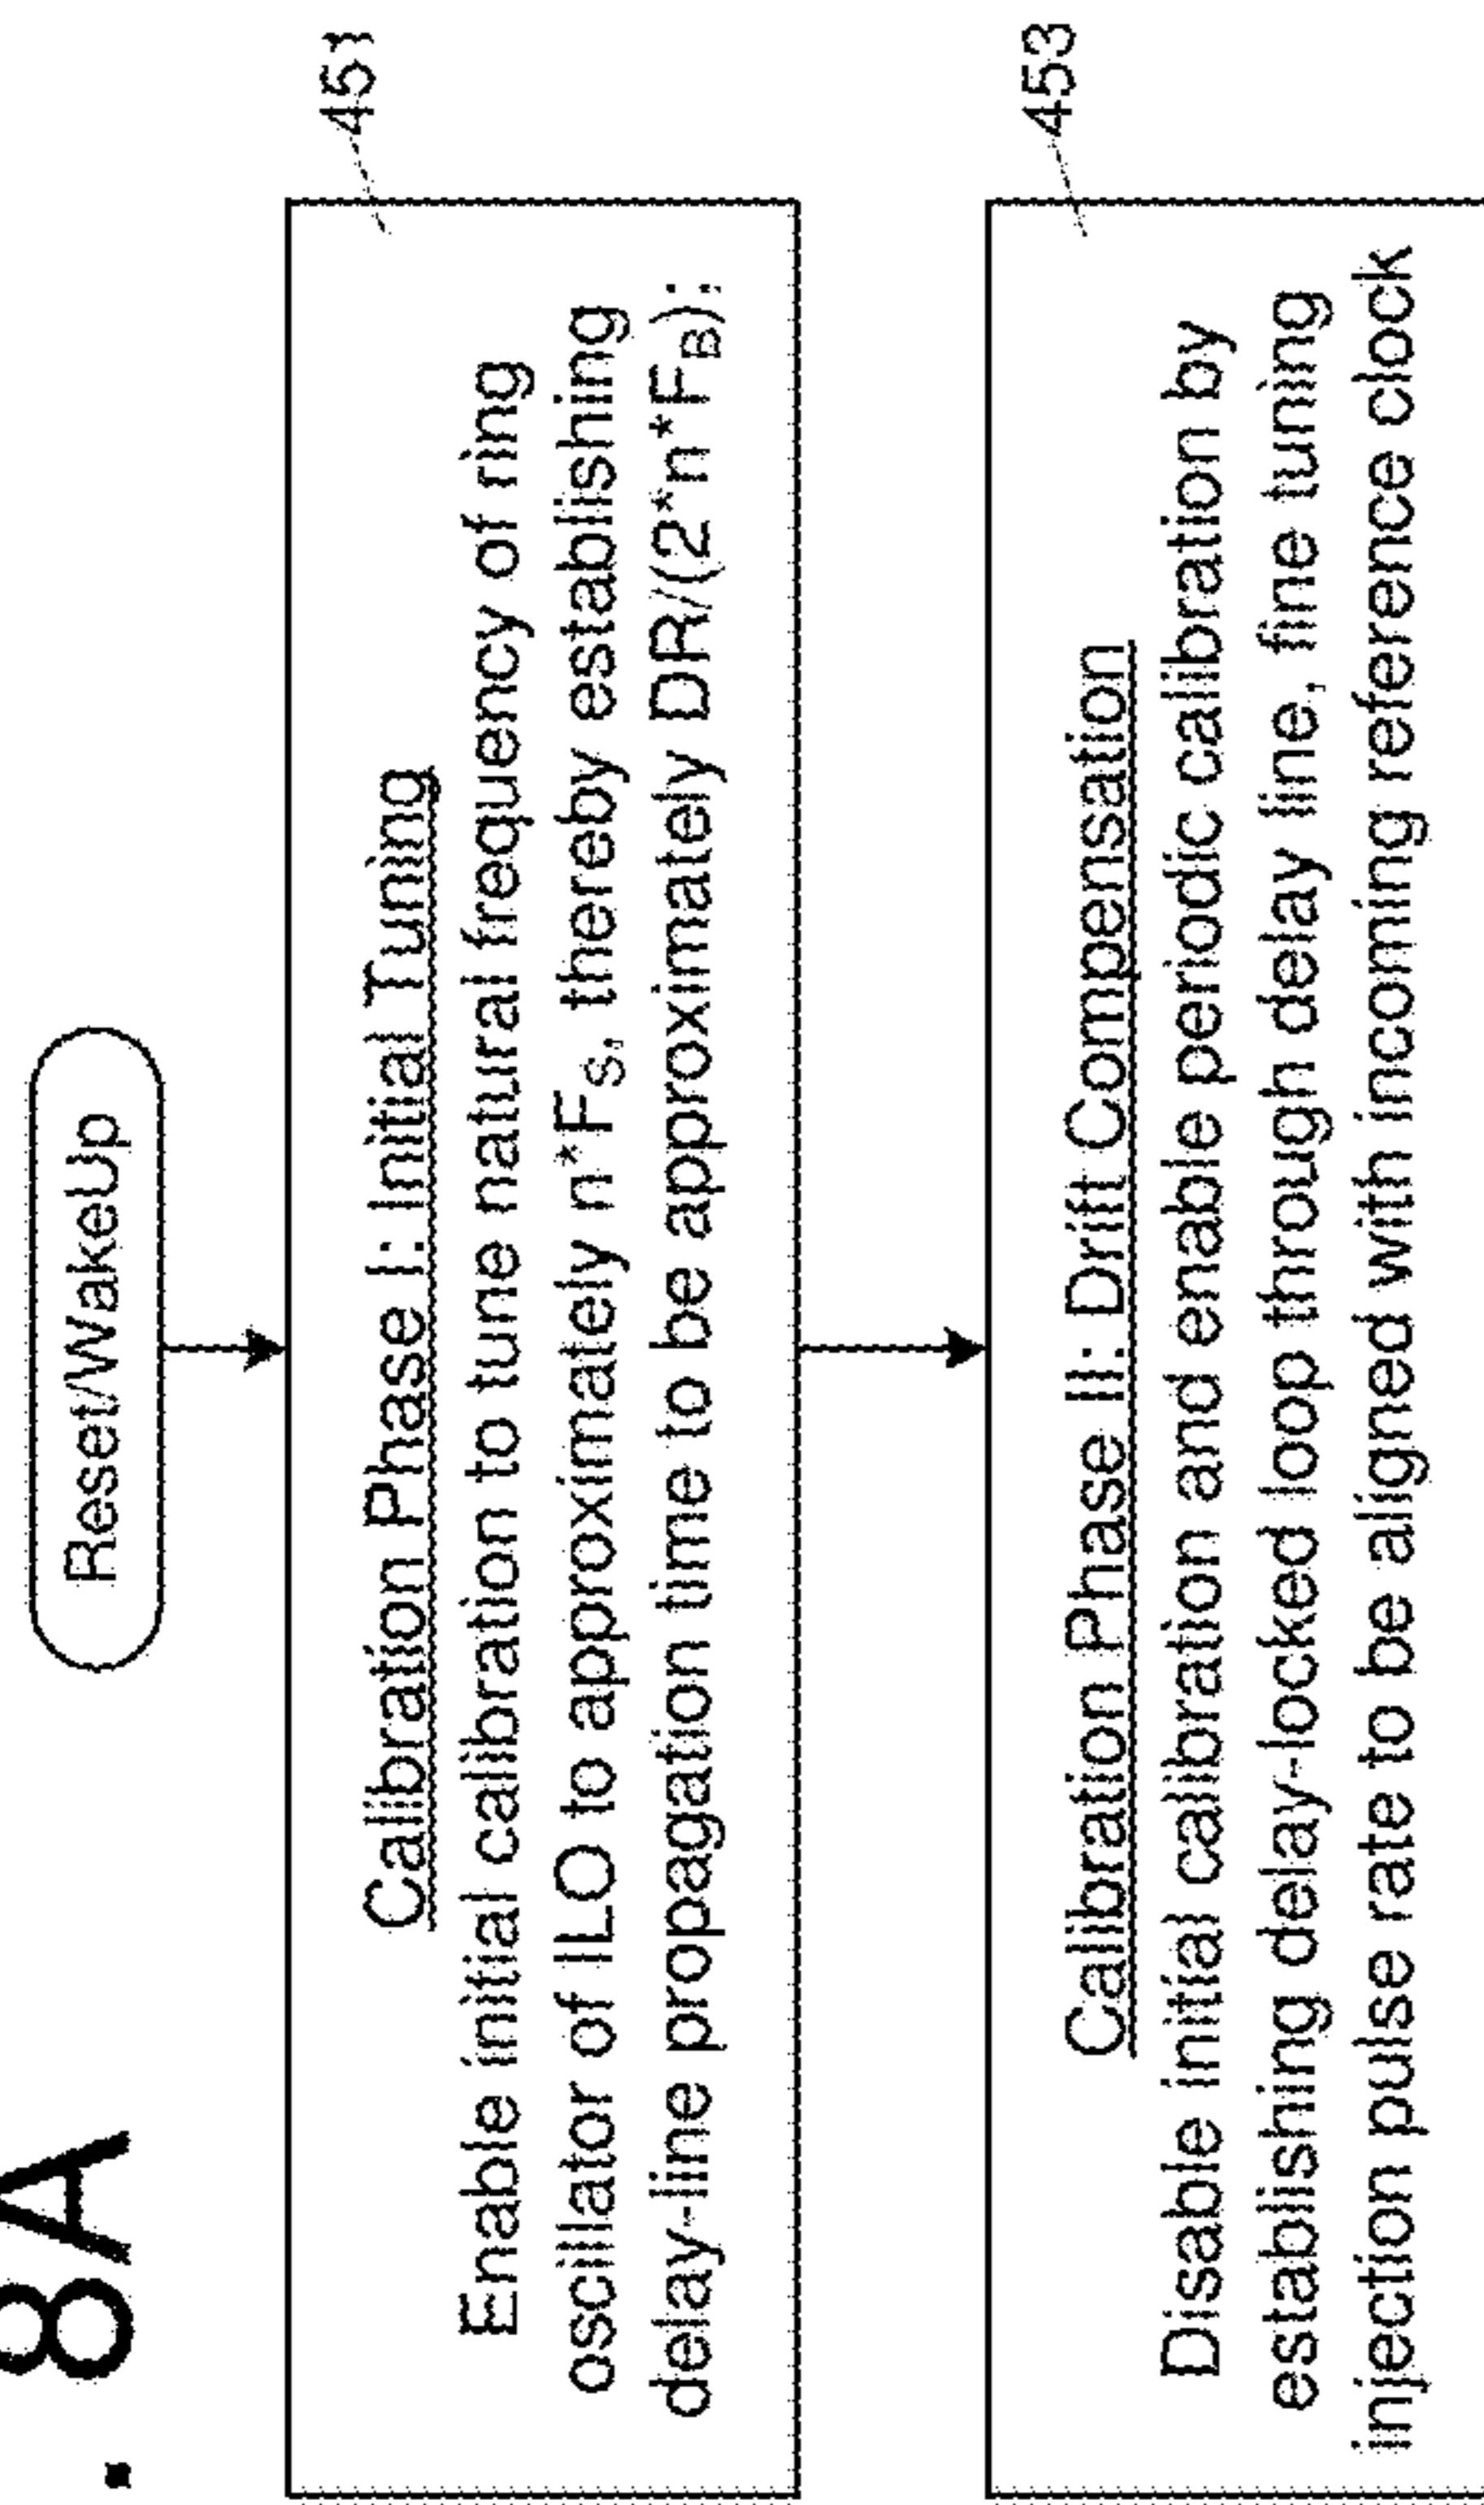 . 8A
Reset/WakeUp
451
Calibration Phase I: Initial Tuning
Enable initial calibration to tune natural frequency of ring
oscillator of ILO to approximately n*FS, thereby establishing
delay-line propagation time to be approximately DR/(2*n*FB):
453
Calibration Phase II: Drift Compensation
Disable initial calibration and enable periodic calibration by
establishing delay-locked loop through delay line, fine tuning
injection pulse rate to be aligned with incoming reference clock